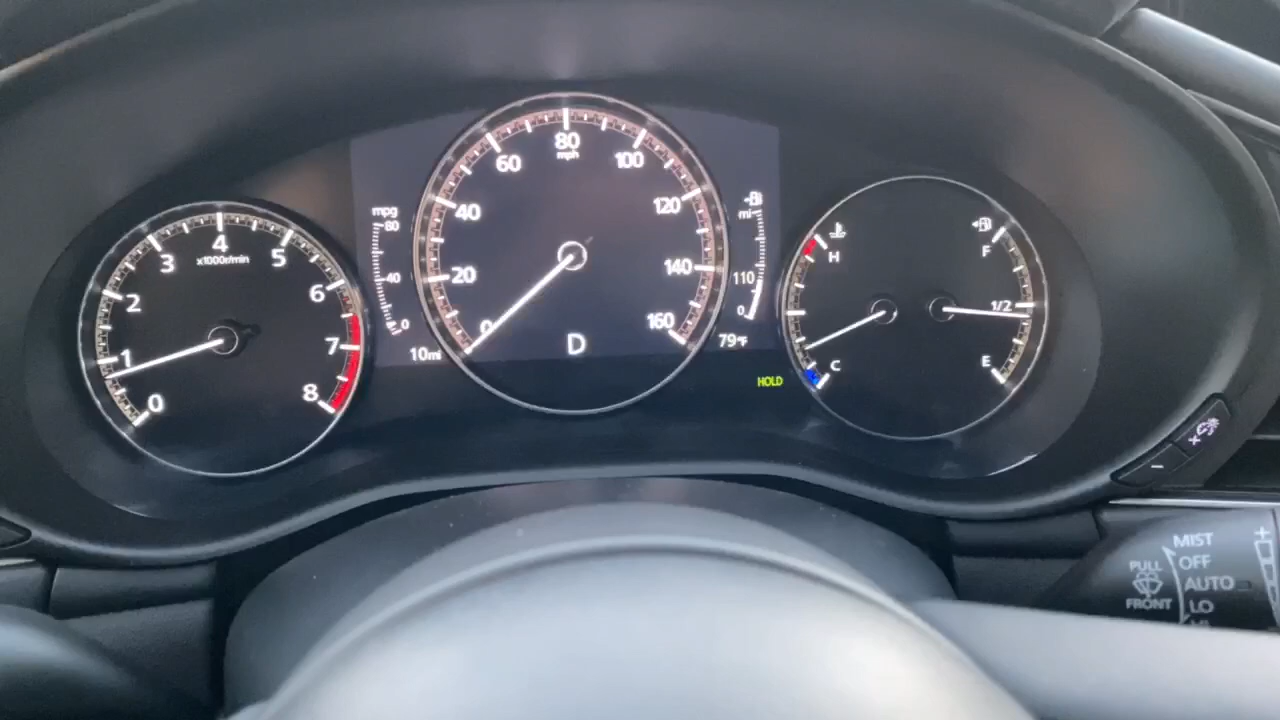 0
1
2
3
4
5
6
7
8
x1000r/min
mpg
80
40
0
10mi
0
20
40
60
80
mph
100
120
140
160
D
mi
110
0
79°F
HOLD
H
C
F
1/2
E
−
MIST
OFF
AUTO
LO
PULL
FRONT
+